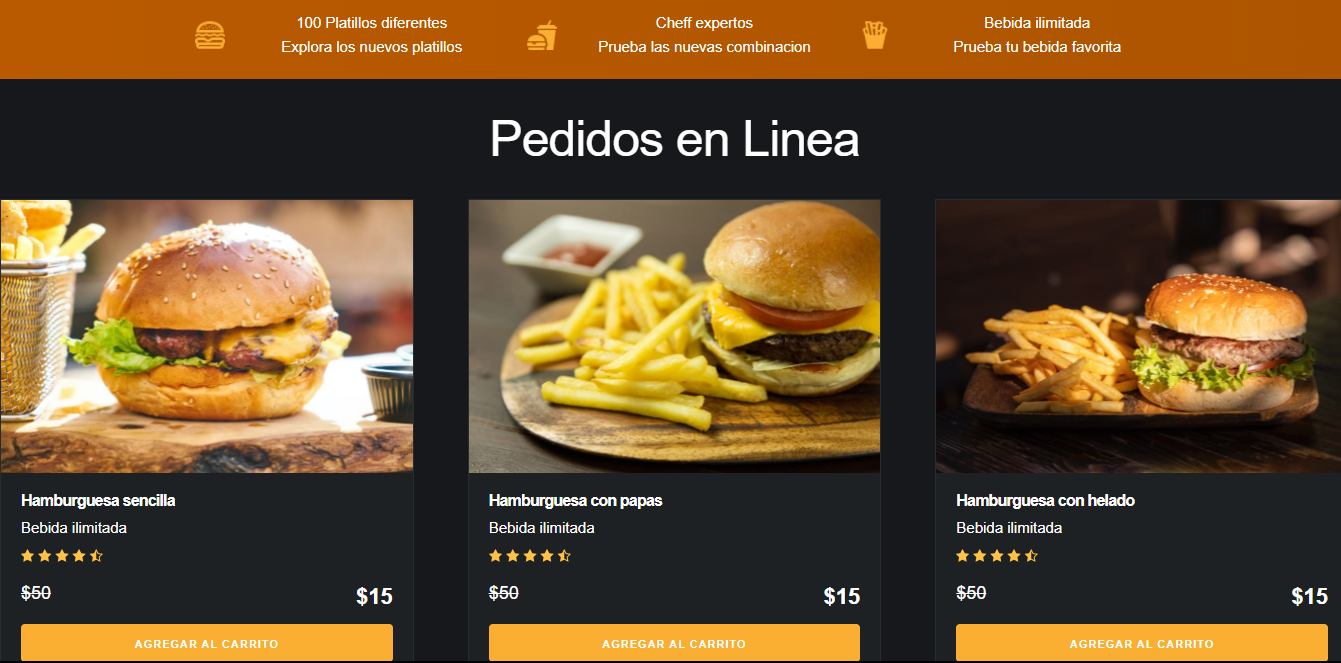 100 Platillos diferentes
Explora los nuevos platillos
Cheff expertos
Prueba las nuevas combinacion
Bebida ilimitada
Prueba tu bebida favorita
Pedidos en Linea
Hamburguesa sencilla
Bebida ilimitada
$50 $15
AGREGAR AL CARRITO
Hamburguesa con papas
Bebida ilimitada
$50 $15
AGREGAR AL CARRITO
Hamburguesa con helado
Bebida ilimitada
$50 $15
AGREGAR AL CARRITO